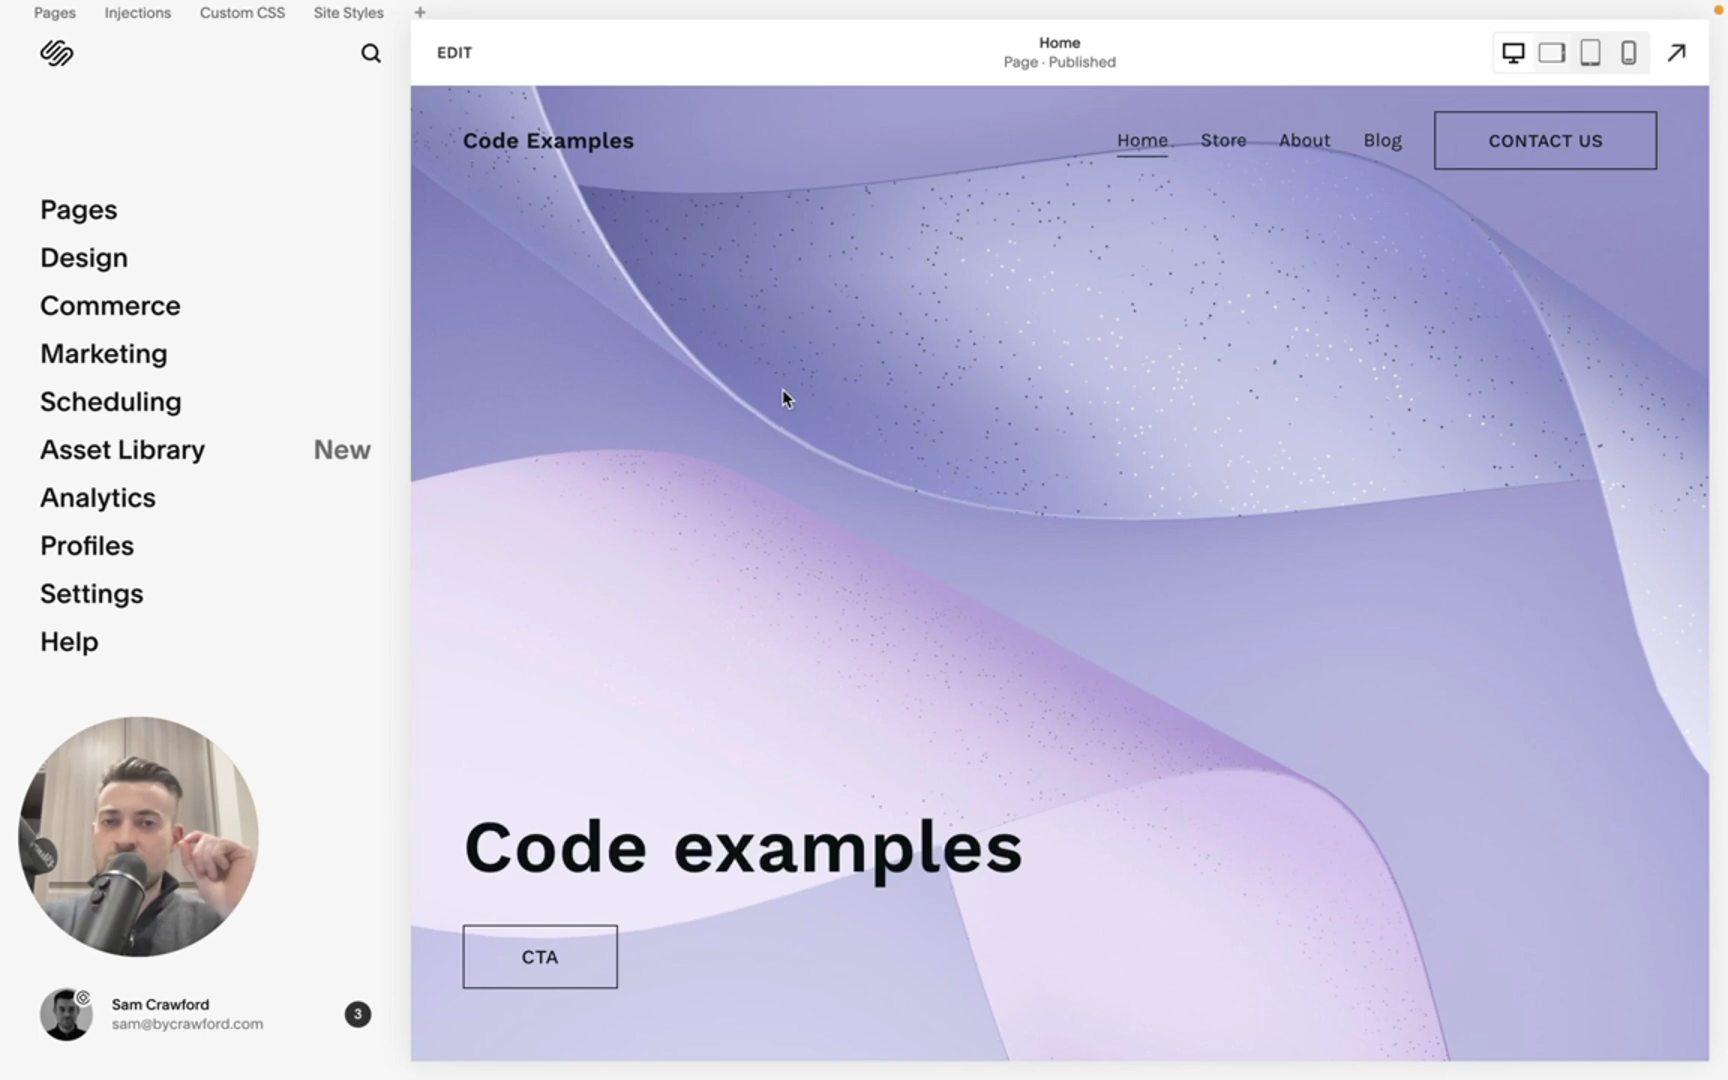 Pages Injections Custom CSS Site Styles +
EDIT
Home
Page · Published
Code Examples
Home Store About Blog CONTACT US
Pages
Design
Commerce
Marketing
Scheduling
Asset Library New
Analytics
Profiles
Settings
Help
Code examples
CTA
Sam Crawford
sam@bycrawford.com
3